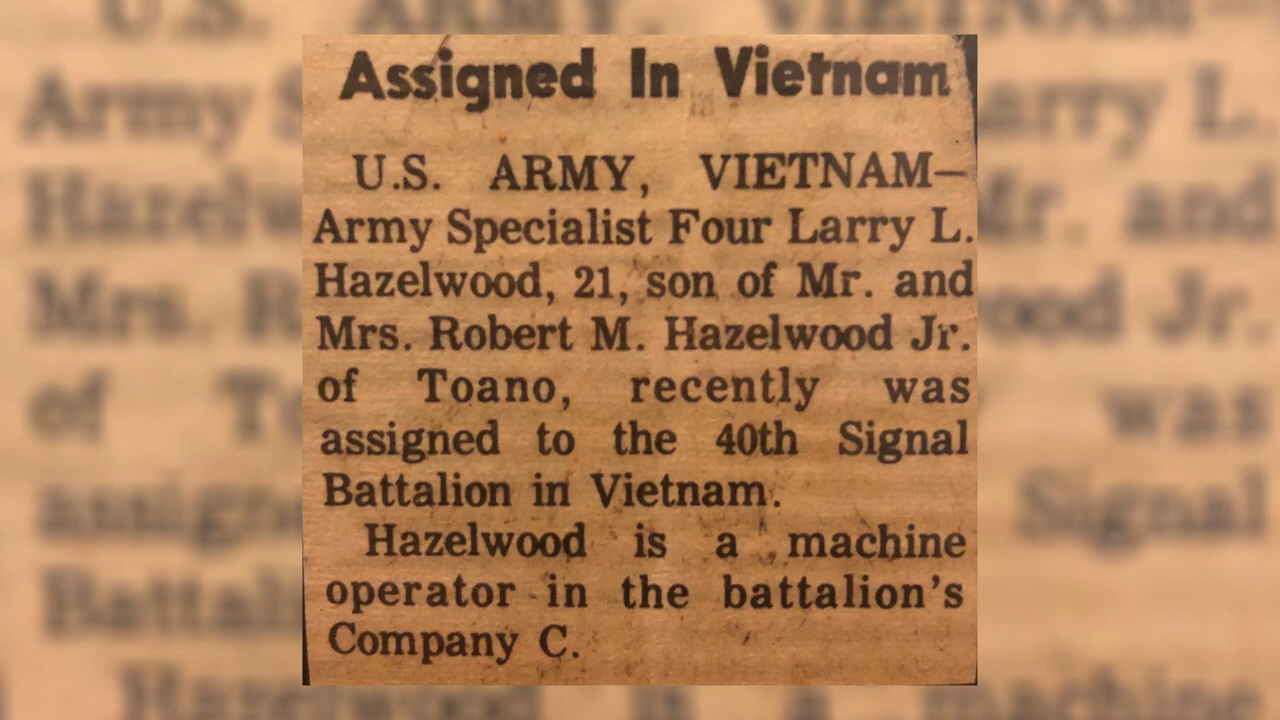 Assigned In Vietnam
U.S. ARMY, VIETNAM—
Army Specialist Four Larry L.
Hazelwood, 21, son of Mr. and
Mrs. Robert M. Hazelwood Jr.
of Toano, recently was
assigned to the 40th Signal
Battalion in Vietnam.
Hazelwood is a machine
operator in the battalion's
Company C.